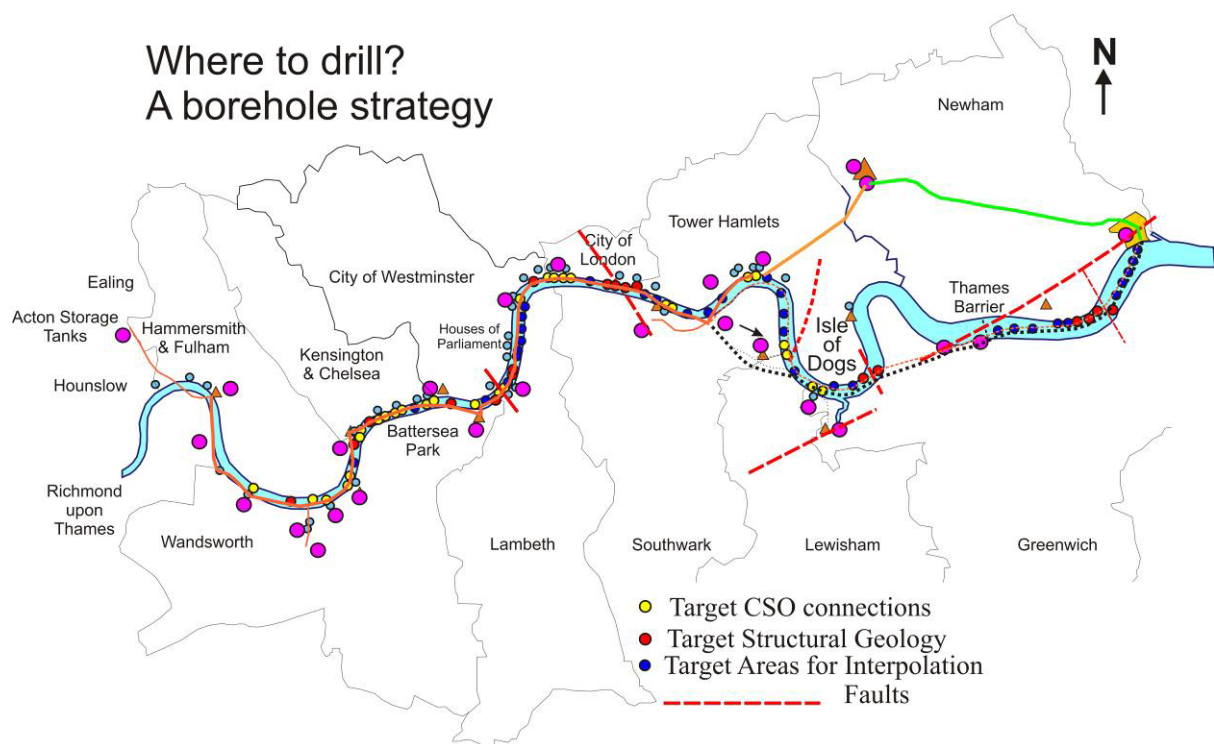 Where to drill?
A borehole strategy
N
Newham
Tower Hamlets
City of
London
City of Westminster
Ealing
Acton Storage
Tanks
Hammersmith
& Fulham
Houses of
Parliament
Thames
Barrier
Isle
of
Dogs
Kensington
& Chelsea
Hounslow
Battersea
Park
Richmond
upon
Thames
Wandsworth
Lambeth
Southwark
Lewisham
Greenwich
Target CSO connections
Target Structural Geology
Target Areas for Interpolation
Faults